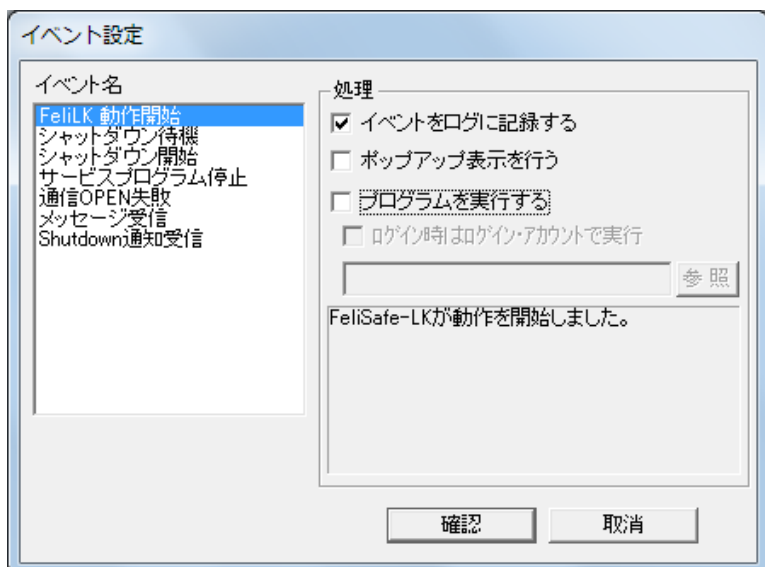 イベント設定
イベント名
FeliLK 動作開始
シャットダウン待機
シャットダウン開始
サービスプログラム停止
通信OPEN失敗
メッセージ受信
Shutdown通知受信
処理
イベントをログに記録する
ポップアップ表示を行う
プログラムを実行する
ログイン時はログイン・アカウントで実行
参照
FeliSafe-LKが動作を開始しました。
確認
取消